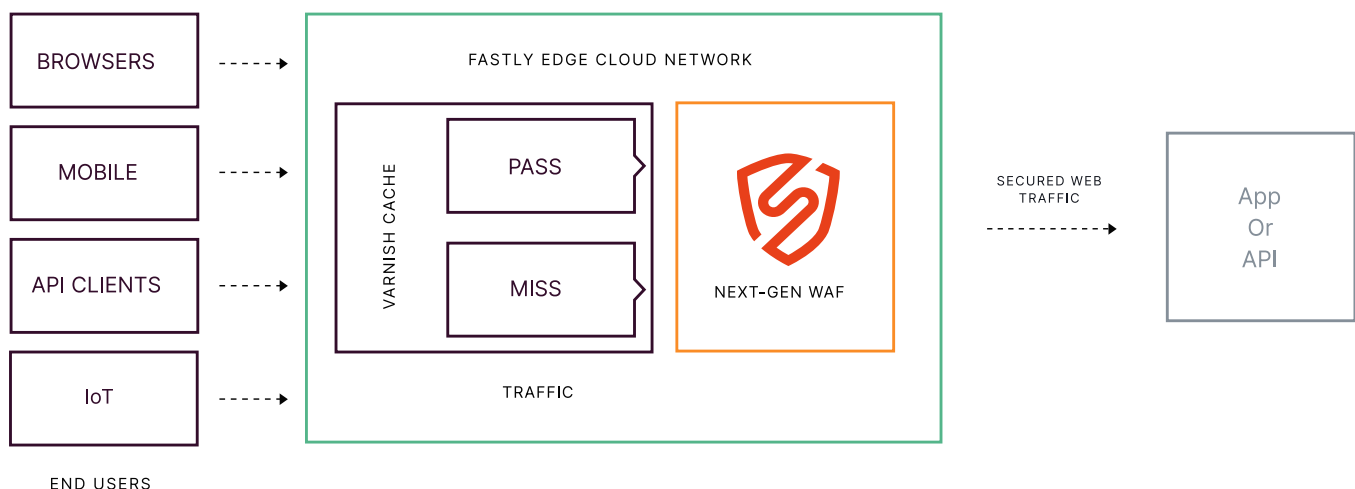 BROWSERS
MOBILE
API CLIENTS
IoT
END USERS
FASTLY EDGE CLOUD NETWORK
VARNISH CACHE
PASS
MISS
NEXT-GEN WAF
TRAFFIC
SECURED WEB
TRAFFIC
App
Or
API